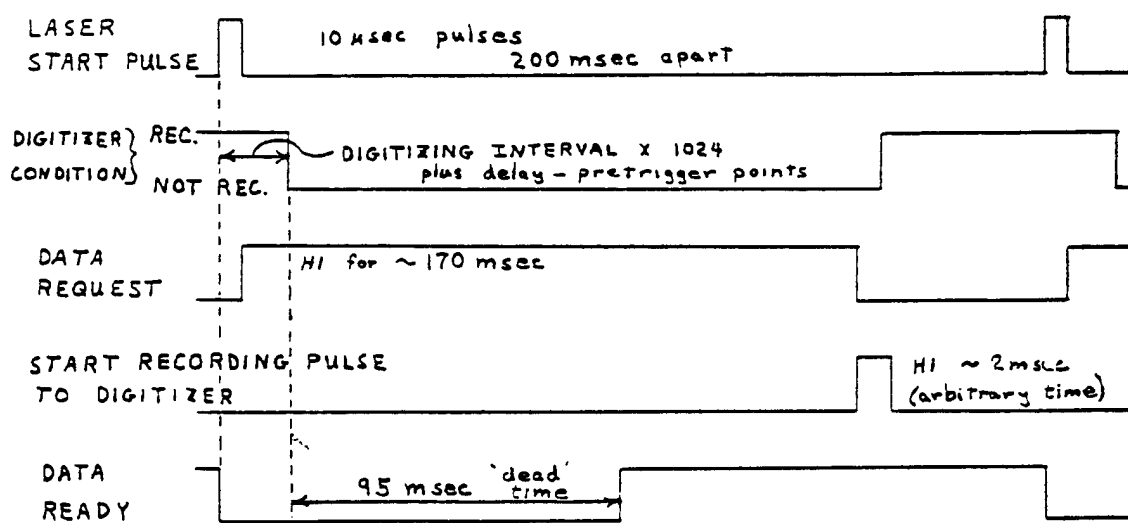 LASER
START PULSE
10 µsec pulses
200 msec apart
DIGITIZER
CONDITION
REC.
NOT REC.
DIGITIZING INTERVAL X 1024
plus delay - pretrigger points
DATA
REQUEST
HI for ~ 170 msec
START RECORDING PULSE
TO DIGITIZER
HI ~ 2 msec
(arbitrary time)
DATA
READY
95 msec 'dead'
time